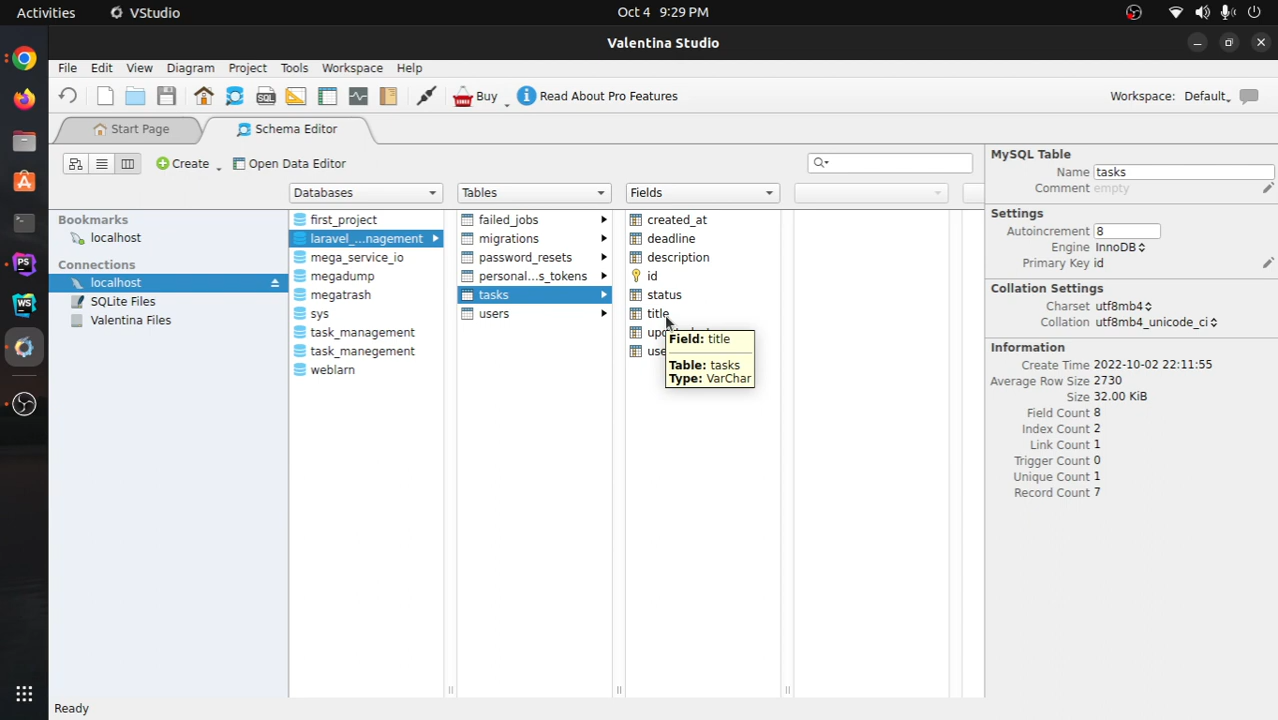 Activities VStudio Oct 4 9:29 PM
Valentina Studio
File Edit View Diagram Project Tools Workspace Help
SQL Buy Read About Pro Features Workspace: Default
Start Page Schema Editor
Create Open Data Editor
Databases Tables Fields
Bookmarks
localhost
Connections
localhost
SQLite Files
Valentina Files
first_project
laravel_...nagement
mega_service_io
megadump
megatrash
sys
task_management
task_manegement
weblarn
failed_jobs
migrations
password_resets
personal...s_tokens
tasks
users
created_at
deadline
description
id
status
title
Field: title
Table: tasks
Type: VarChar
MySQL Table
Name tasks
Comment empty
Settings
Autoincrement 8
Engine InnoDB
Primary Key id
Collation Settings
Charset utf8mb4
Collation utf8mb4_unicode_ci
Information
Create Time 2022-10-02 22:11:55
Average Row Size 2730
Size 32.00 KiB
Field Count 8
Index Count 2
Link Count 1
Trigger Count 0
Unique Count 1
Record Count 7
Ready